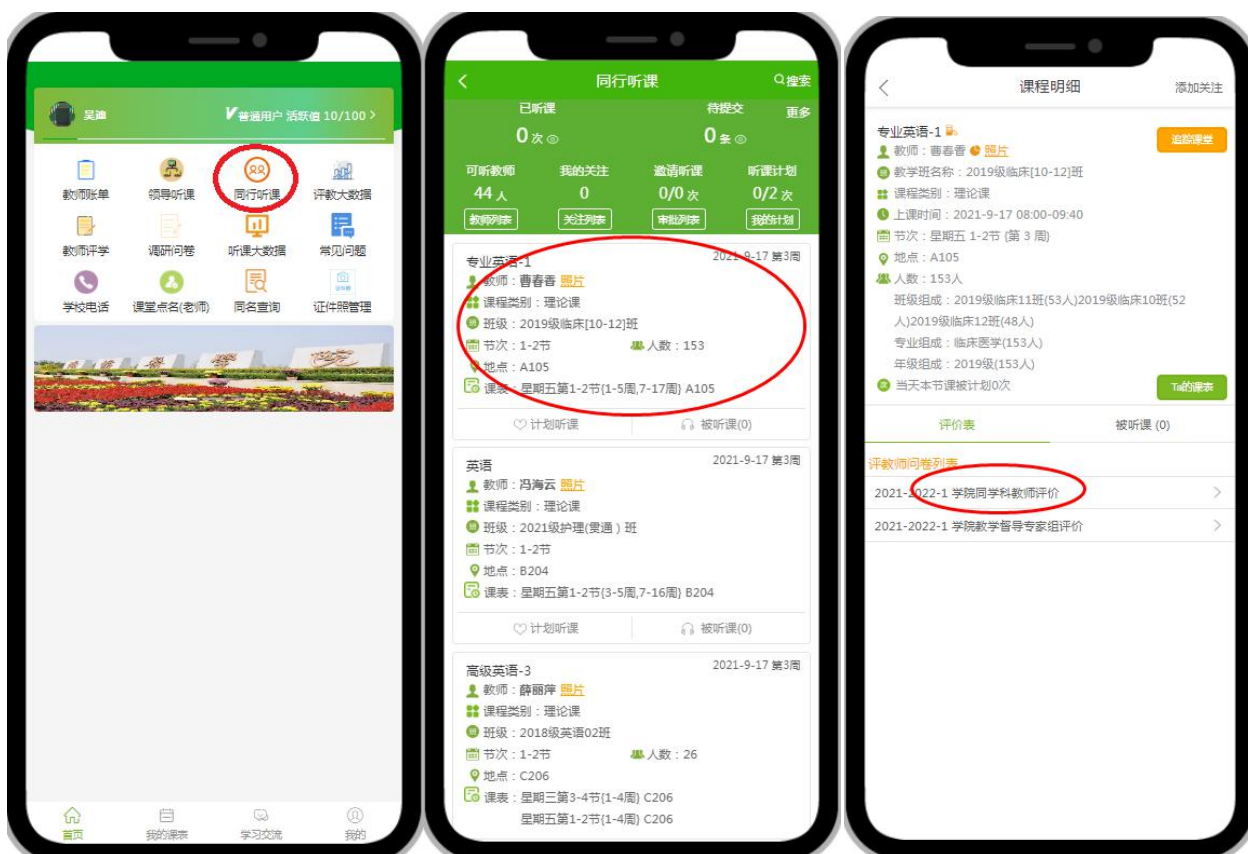 吴迪
V 普通用户 活跃值 10/100 >
教师账单 领导听课 同行听课 评教大数据
教师评学 调研问卷 听课大数据 常见问题
学校电话 课堂点名(老师) 同名查询 证件照管理
首页 我的课表 学习交流 我的
同行听课 搜索
已听课 待提交 更多
0 次 0 条
可听教师 我的关注 邀请听课 听课计划
44 人 0 0/0 次 0/2 次
教师列表 关注列表 审批列表 我的计划
专业英语-1 2021-9-17 第3周
教师：曹春香 照片
课程类别：理论课
班级：2019级临床[10-12]班
节次：1-2节 人数：153
地点：A105
课表：星期五第1-2节{1-5周,7-17周} A105
计划听课 被听课(0)
英语 2021-9-17 第3周
教师：冯海云 照片
课程类别：理论课
班级：2021级护理(贯通）班
节次：1-2节
地点：B204
课表：星期五第1-2节{3-5周,7-16周} B204
计划听课 被听课(0)
高级英语-3 2021-9-17 第3周
教师：薛丽萍 照片
课程类别：理论课
班级：2018级英语02班
节次：1-2节 人数：26
地点：C206
课表：星期三第3-4节{1-4周} C206
星期五第1-2节{1-4周} C206
课程明细 添加关注
专业英语-1
追踪课堂
教师：曹春香 照片
教学班名称：2019级临床[10-12]班
课程类别：理论课
上课时间：2021-9-17 08:00-09:40
节次：星期五 1-2节 (第 3 周)
地点：A105
人数：153人
班级组成：2019级临床11班(53人)2019级临床10班(52
人)2019级临床12班(48人)
专业组成：临床医学(153人)
年级组成：2019级(153人)
当天本节课被计划0次 Ta的课表
评价表 被听课 (0)
评教师问卷列表
2021-2022-1 学院同学科教师评价
2021-2022-1 学院教学督导专家组评价